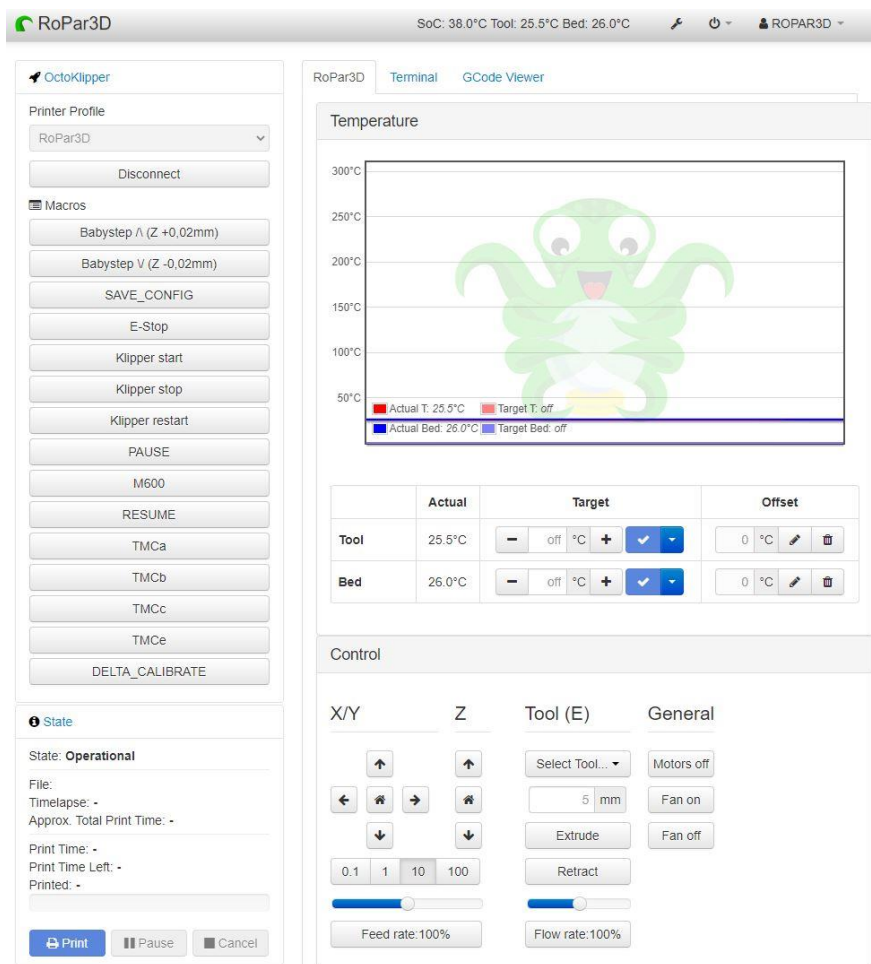 RoPar3D
SoC: 38.0°C Tool: 25.5°C Bed: 26.0°C
ROPAR3D
OctoKlipper
Printer Profile
RoPar3D
Disconnect
Macros
Babystep /\ (Z +0,02mm)
Babystep \/ (Z -0,02mm)
SAVE_CONFIG
E-Stop
Klipper start
Klipper stop
Klipper restart
PAUSE
M600
RESUME
TMCa
TMCb
TMCc
TMCe
DELTA_CALIBRATE
State
State: Operational
File:
Timelapse: -
Approx. Total Print Time: -
Print Time: -
Print Time Left: -
Printed: -
Print Pause Cancel
RoPar3D Terminal GCode Viewer
Temperature
300°C
250°C
200°C
150°C
100°C
50°C
Actual T: 25.5°C Target T: off
Actual Bed: 26.0°C Target Bed: off
Actual Target Offset
Tool 25.5°C off °C 0 °C
Bed 26.0°C off °C 0 °C
Control
X/Y Z Tool (E) General
Select Tool... Motors off
5 mm Fan on
Extrude Fan off
0.1 1 10 100 Retract
Feed rate:100% Flow rate:100%